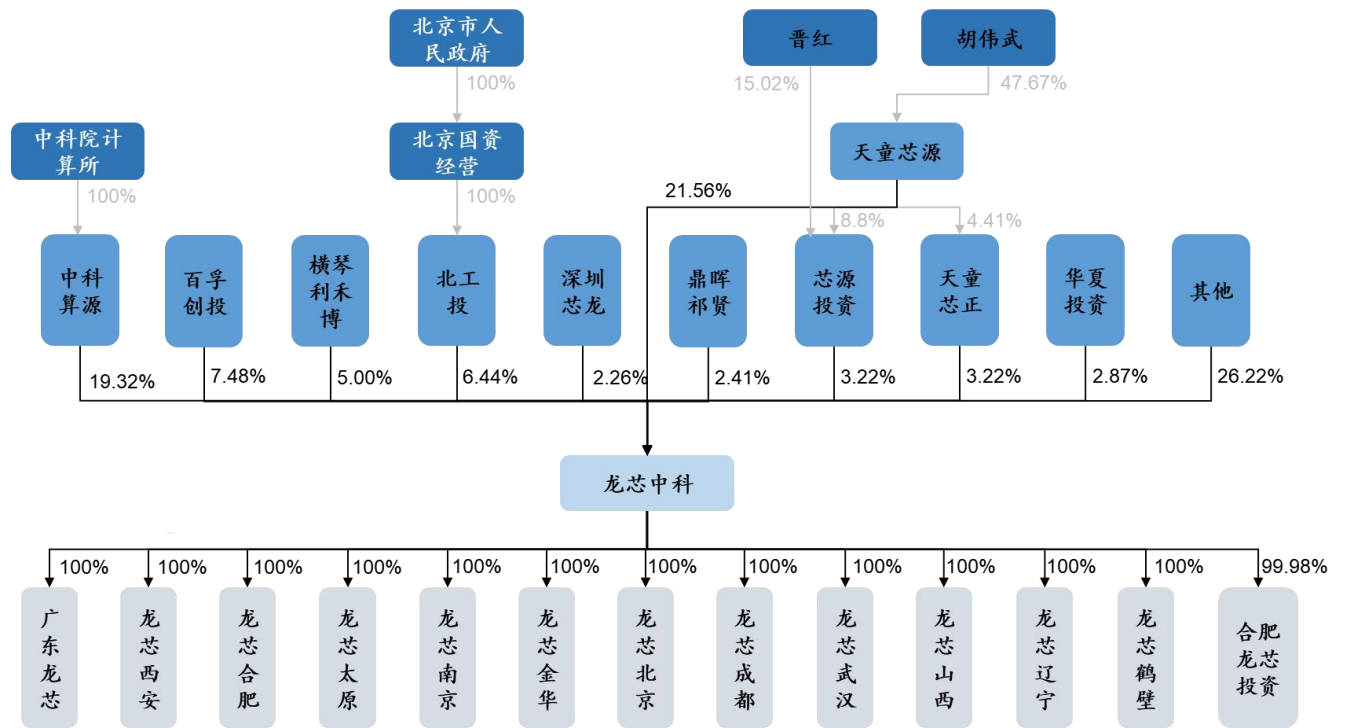 北京市人
民政府
晋红
胡伟武
100%
15.02%
47.67%
中科院计
算所
北京国资
经营
天童芯源
100%
100%
21.56%
8.8%
4.41%
中科
算源
百孚
创投
横琴
利禾
博
北工
投
深圳
芯龙
鼎晖
祁贤
芯源
投资
天童
芯正
华夏
投资
其他
19.32%
7.48%
5.00%
6.44%
2.26%
2.41%
3.22%
3.22%
2.87%
26.22%
龙芯中科
100%
100%
100%
100%
100%
100%
100%
100%
100%
100%
100%
100%
99.98%
广东龙芯
龙芯西安
龙芯合肥
龙芯太原
龙芯南京
龙芯金华
龙芯北京
龙芯成都
龙芯武汉
龙芯山西
龙芯辽宁
龙芯鹤壁
合肥
龙芯
投资